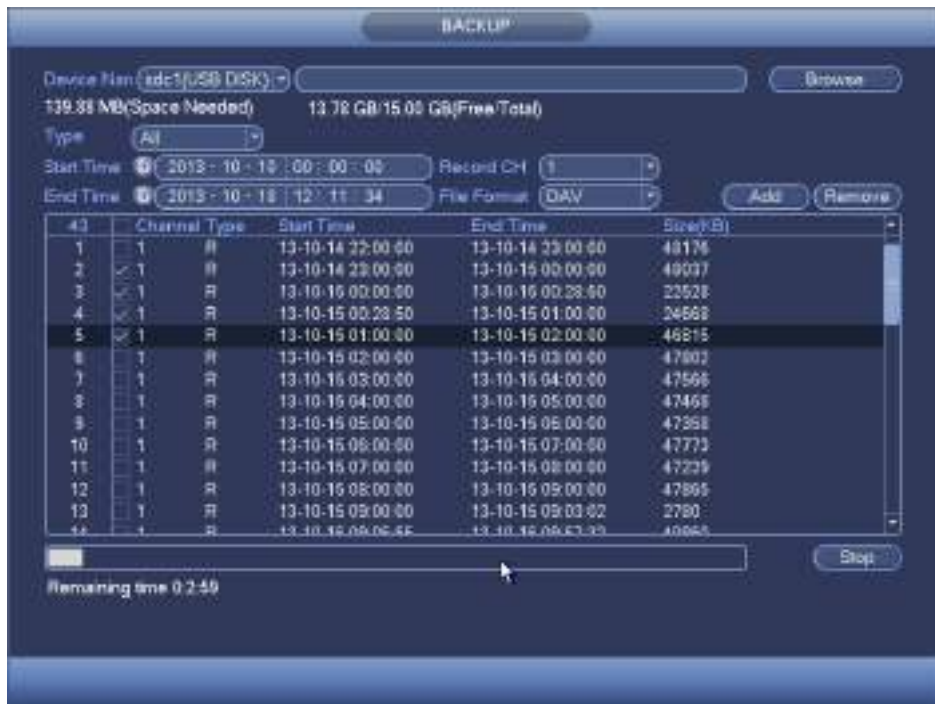 BACKUP
Device Nam sdc1(USB DISK) Browse
139.88 MB(Space Needed) 13.78 GB/15.00 GB(Free/Total)
Type All
Start Time 2013 - 10 - 10 00 : 00 : 00 Record CH 1
End Time 2013 - 10 - 18 12 : 11 : 34 File Format DAV Add Remove
43 Channel Type Start Time End Time Size(KB)
1 1 R 13-10-14 22:00:00 13-10-14 23:00:00 48176
2 1 R 13-10-14 23:00:00 13-10-15 00:00:00 49037
3 1 R 13-10-15 00:00:00 13-10-15 00:28:50 22528
4 1 R 13-10-15 00:28:50 13-10-15 01:00:00 24668
5 1 R 13-10-15 01:00:00 13-10-15 02:00:00 46815
6 1 R 13-10-15 02:00:00 13-10-15 03:00:00 47802
7 1 R 13-10-15 03:00:00 13-10-15 04:00:00 47566
8 1 R 13-10-15 04:00:00 13-10-15 05:00:00 47468
9 1 R 13-10-15 05:00:00 13-10-15 06:00:00 47358
10 1 R 13-10-15 06:00:00 13-10-15 07:00:00 47773
11 1 R 13-10-15 07:00:00 13-10-15 08:00:00 47229
12 1 R 13-10-15 08:00:00 13-10-15 09:00:00 47865
13 1 R 13-10-15 09:00:00 13-10-15 09:03:02 2780
14 1 R
Stop
Remaining time 0:2:59